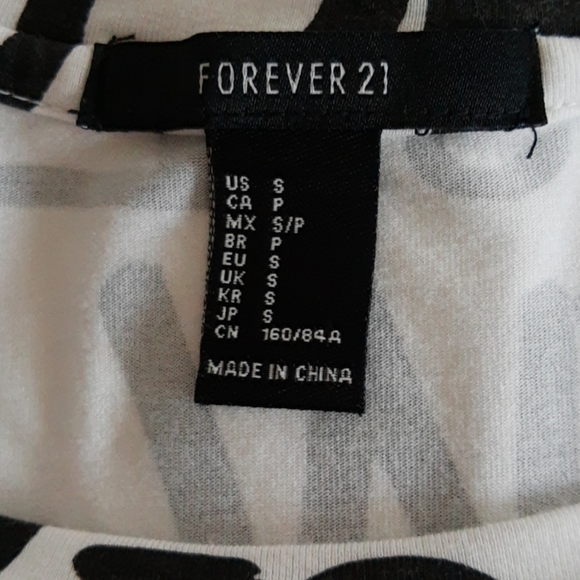 FOREVER 21
US S
CA P
MX S/P
BR P
EU S
UK S
KR S
JP S
CN 160/84A
MADE IN CHINA